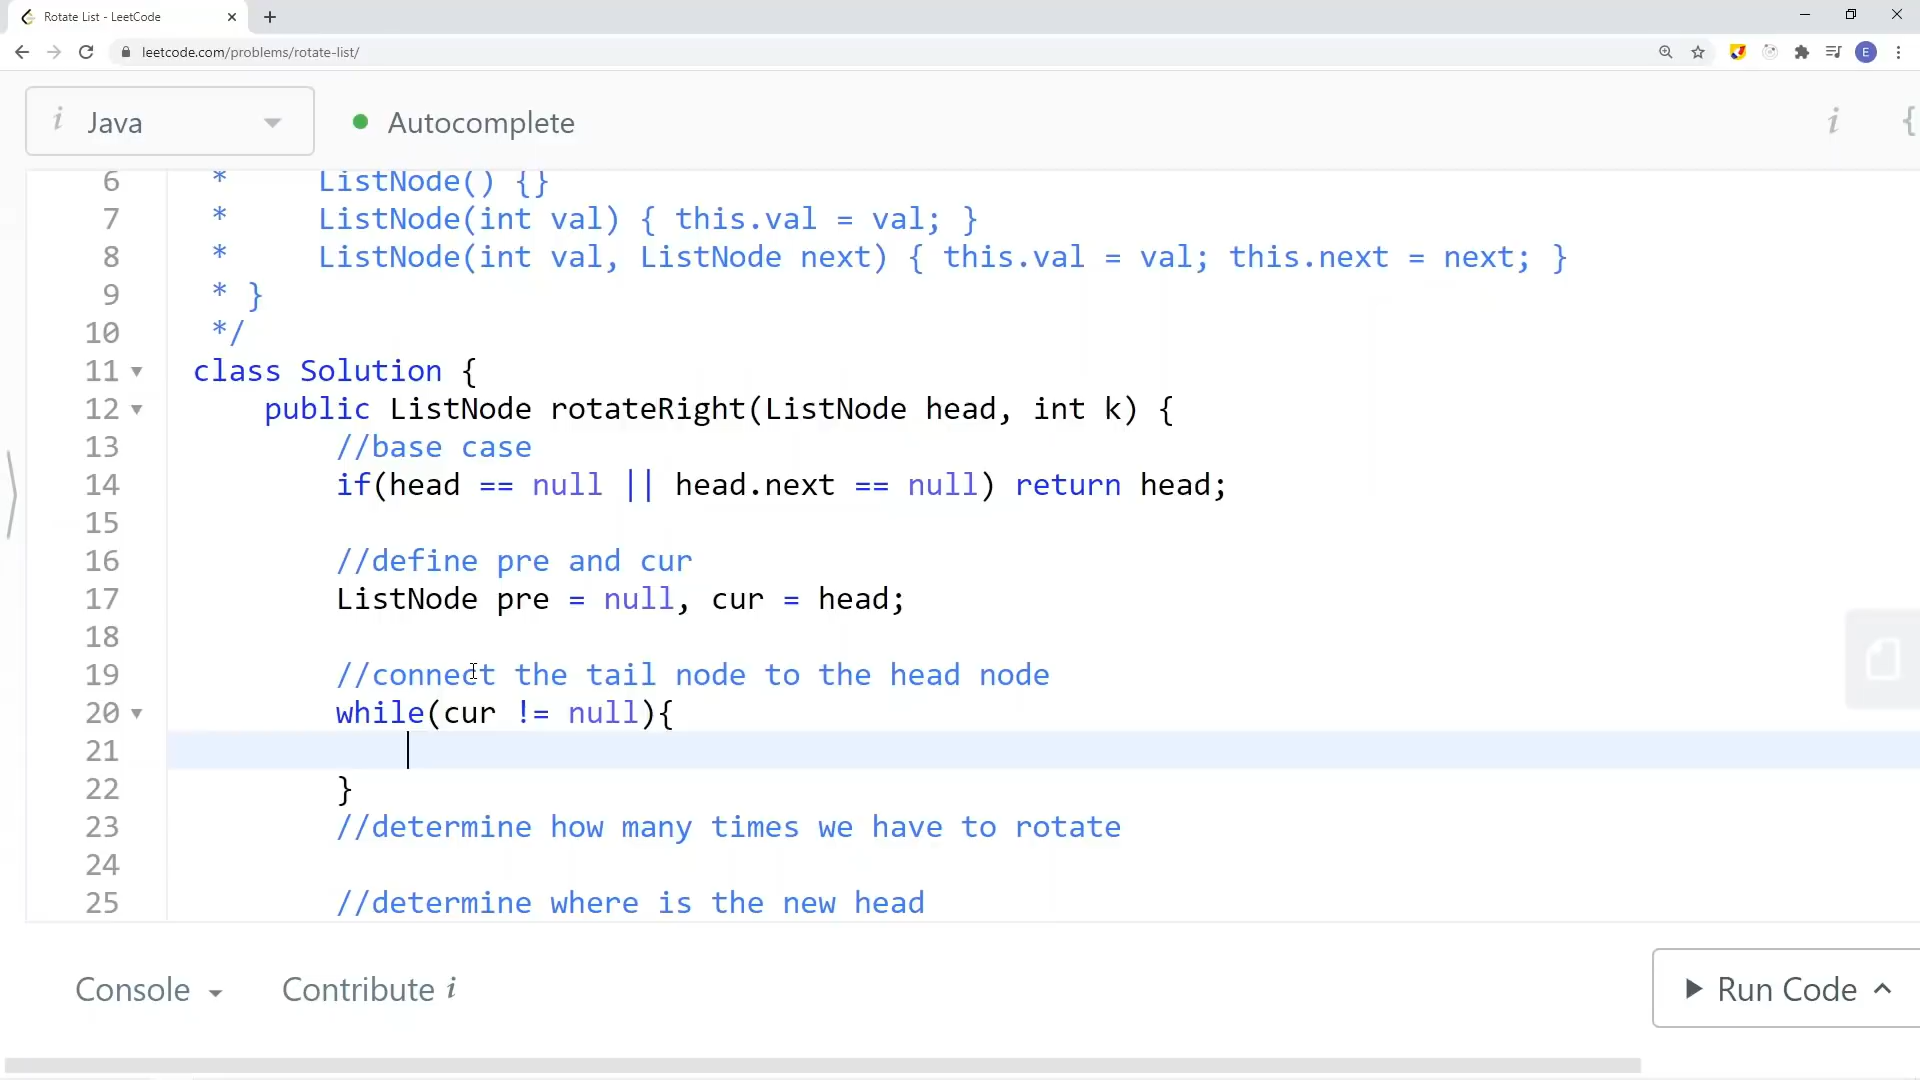 Rotate List - LeetCode
leetcode.com/problems/rotate-list/
E
i Java
Autocomplete
i {
6 * ListNode() {}
7 * ListNode(int val) { this.val = val; }
8 * ListNode(int val, ListNode next) { this.val = val; this.next = next; }
9 * }
10 */
11 class Solution {
12 public ListNode rotateRight(ListNode head, int k) {
13 //base case
14 if(head == null || head.next == null) return head;
15
16 //define pre and cur
17 ListNode pre = null, cur = head;
18
19 //connect the tail node to the head node
20 while(cur != null){
21
22 }
23 //determine how many times we have to rotate
24
25 //determine where is the new head
Console
Contribute i
Run Code